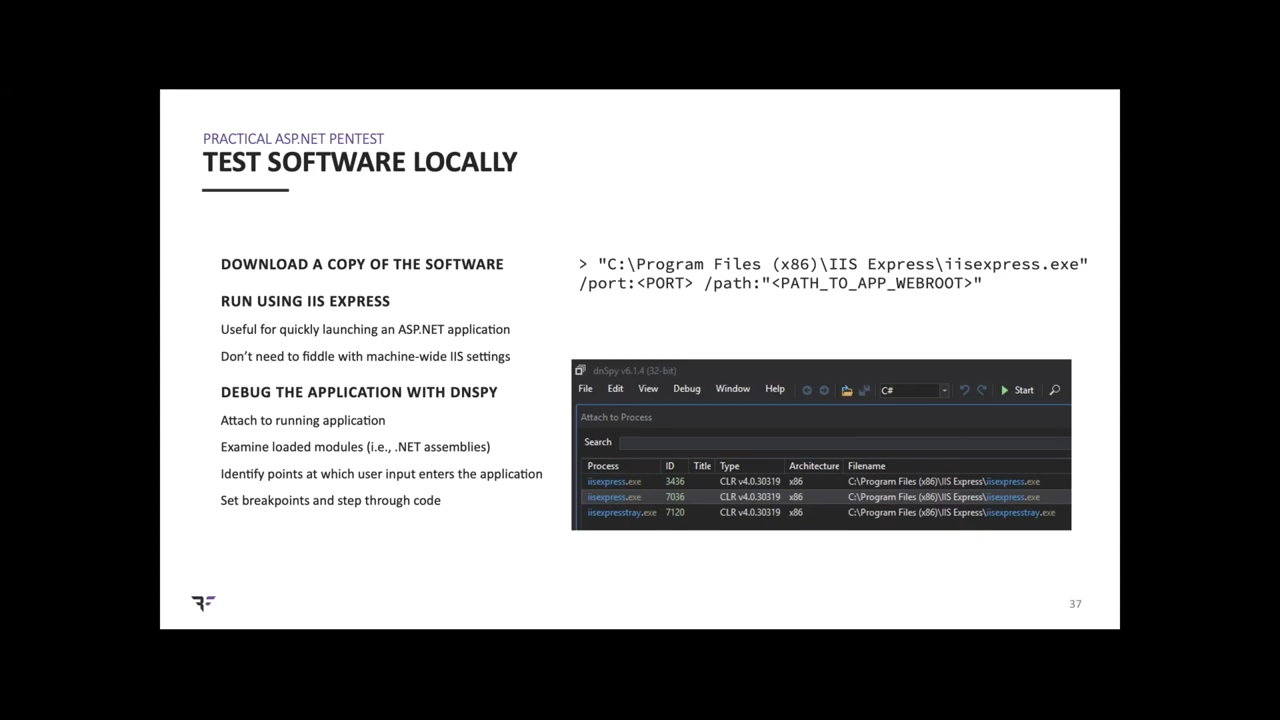 PRACTICAL ASP.NET PENTEST
TEST SOFTWARE LOCALLY
DOWNLOAD A COPY OF THE SOFTWARE
RUN USING IIS EXPRESS
Useful for quickly launching an ASP.NET application
Don’t need to fiddle with machine-wide IIS settings
DEBUG THE APPLICATION WITH DNSPY
Attach to running application
Examine loaded modules (i.e., .NET assemblies)
Identify points at which user input enters the application
Set breakpoints and step through code
> "C:\Program Files (x86)\IIS Express\iisexpress.exe"
/port:<PORT> /path:"<PATH_TO_APP_WEBROOT>"
dnSpy v6.1.4 (32-bit)
File Edit View Debug Window Help C# Start
Attach to Process
Search
Process ID Title Type Architecture Filename
iisexpress.exe 3436 CLR v4.0.30319 x86 C:\Program Files (x86)\IIS Express\iisexpress.exe
iisexpress.exe 7036 CLR v4.0.30319 x86 C:\Program Files (x86)\IIS Express\iisexpress.exe
iisexpresstray.exe 7120 CLR v4.0.30319 x86 C:\Program Files (x86)\IIS Express\iisexpresstray.exe
37